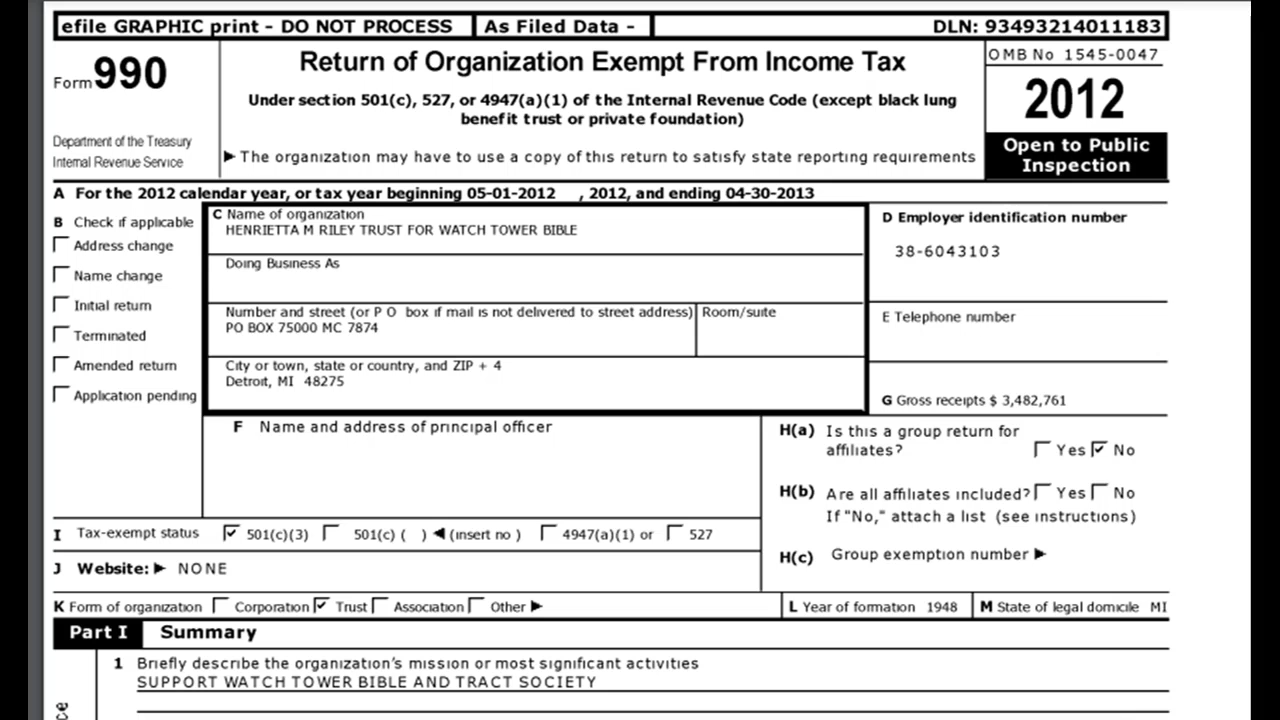 efile GRAPHIC print - DO NOT PROCESS
As Filed Data -
DLN: 93493214011183
Form 990
Department of the Treasury
Internal Revenue Service
Return of Organization Exempt From Income Tax
Under section 501(c), 527, or 4947(a)(1) of the Internal Revenue Code (except black lung
benefit trust or private foundation)
▶ The organization may have to use a copy of this return to satisfy state reporting requirements
OMB No 1545-0047
2012
Open to Public
Inspection
A For the 2012 calendar year, or tax year beginning 05-01-2012 , 2012, and ending 04-30-2013
B Check if applicable
Address change
Name change
Initial return
Terminated
Amended return
Application pending
C Name of organization
HENRIETTA M RILEY TRUST FOR WATCH TOWER BIBLE
Doing Business As
Number and street (or P O box if mail is not delivered to street address)
Room/suite
PO BOX 75000 MC 7874
City or town, state or country, and ZIP + 4
Detroit, MI 48275
D Employer identification number
38-6043103
E Telephone number
G Gross receipts $ 3,482,761
F Name and address of principal officer
H(a) Is this a group return for
affiliates? Yes No
H(b) Are all affiliates included? Yes No
If "No," attach a list (see instructions)
H(c) Group exemption number ▶
I Tax-exempt status 501(c)(3) 501(c) ( ) ◀ (insert no ) 4947(a)(1) or 527
J Website: ▶ NONE
K Form of organization Corporation Trust Association Other ▶
L Year of formation 1948
M State of legal domicile MI
Part I Summary
1 Briefly describe the organization's mission or most significant activities
SUPPORT WATCH TOWER BIBLE AND TRACT SOCIETY